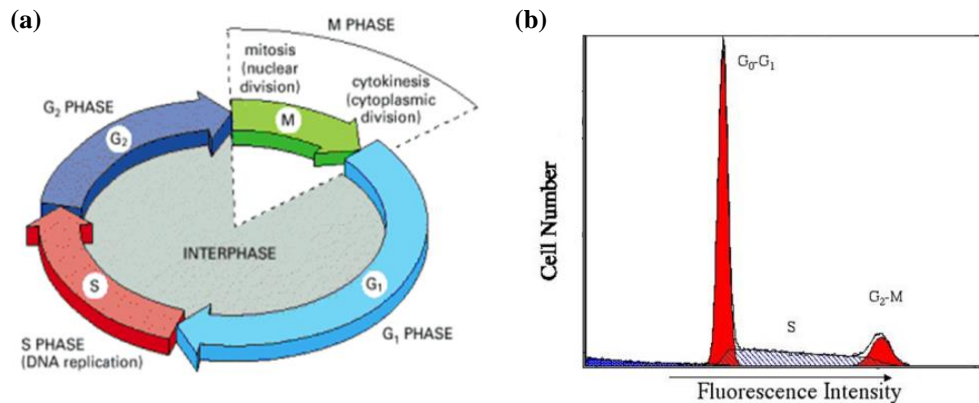 (a)
M PHASE
mitosis
(nuclear
division)
cytokinesis
(cytoplasmic
division)
G₂ PHASE
M
G₂
INTERPHASE
S
G₁
S PHASE
(DNA replication)
G₁ PHASE
(b)
G₀-G₁
Cell Number
S
G₂-M
Fluorescence Intensity